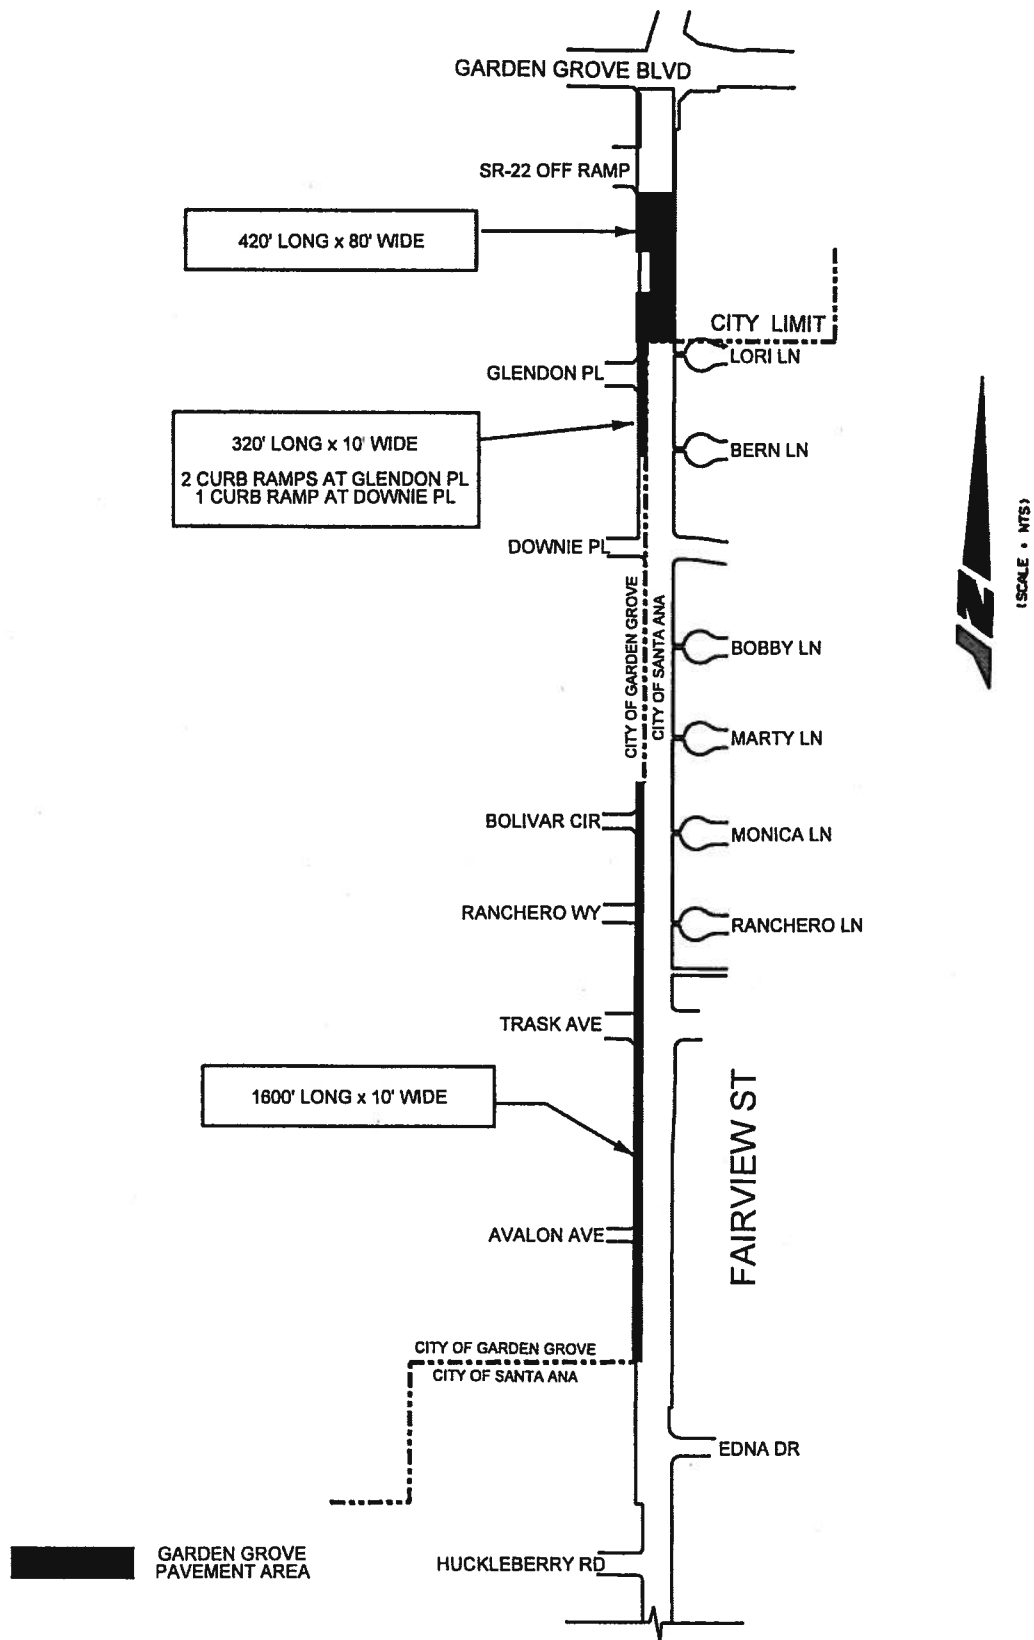 GARDEN GROVE BLVD
SR-22 OFF RAMP
420' LONG x 80' WIDE
CITY LIMIT
LORI LN
GLENDON PL
320' LONG x 10' WIDE
2 CURB RAMPS AT GLENDON PL
1 CURB RAMP AT DOWNIE PL
BERN LN
DOWNIE PL
N
(SCALE : NTS)
CITY OF GARDEN GROVE
CITY OF SANTA ANA
BOBBY LN
MARTY LN
BOLIVAR CIR
MONICA LN
RANCHERO WY
RANCHERO LN
TRASK AVE
1600' LONG x 10' WIDE
FAIRVIEW ST
AVALON AVE
CITY OF GARDEN GROVE
CITY OF SANTA ANA
EDNA DR
GARDEN GROVE
PAVEMENT AREA
HUCKLEBERRY RD